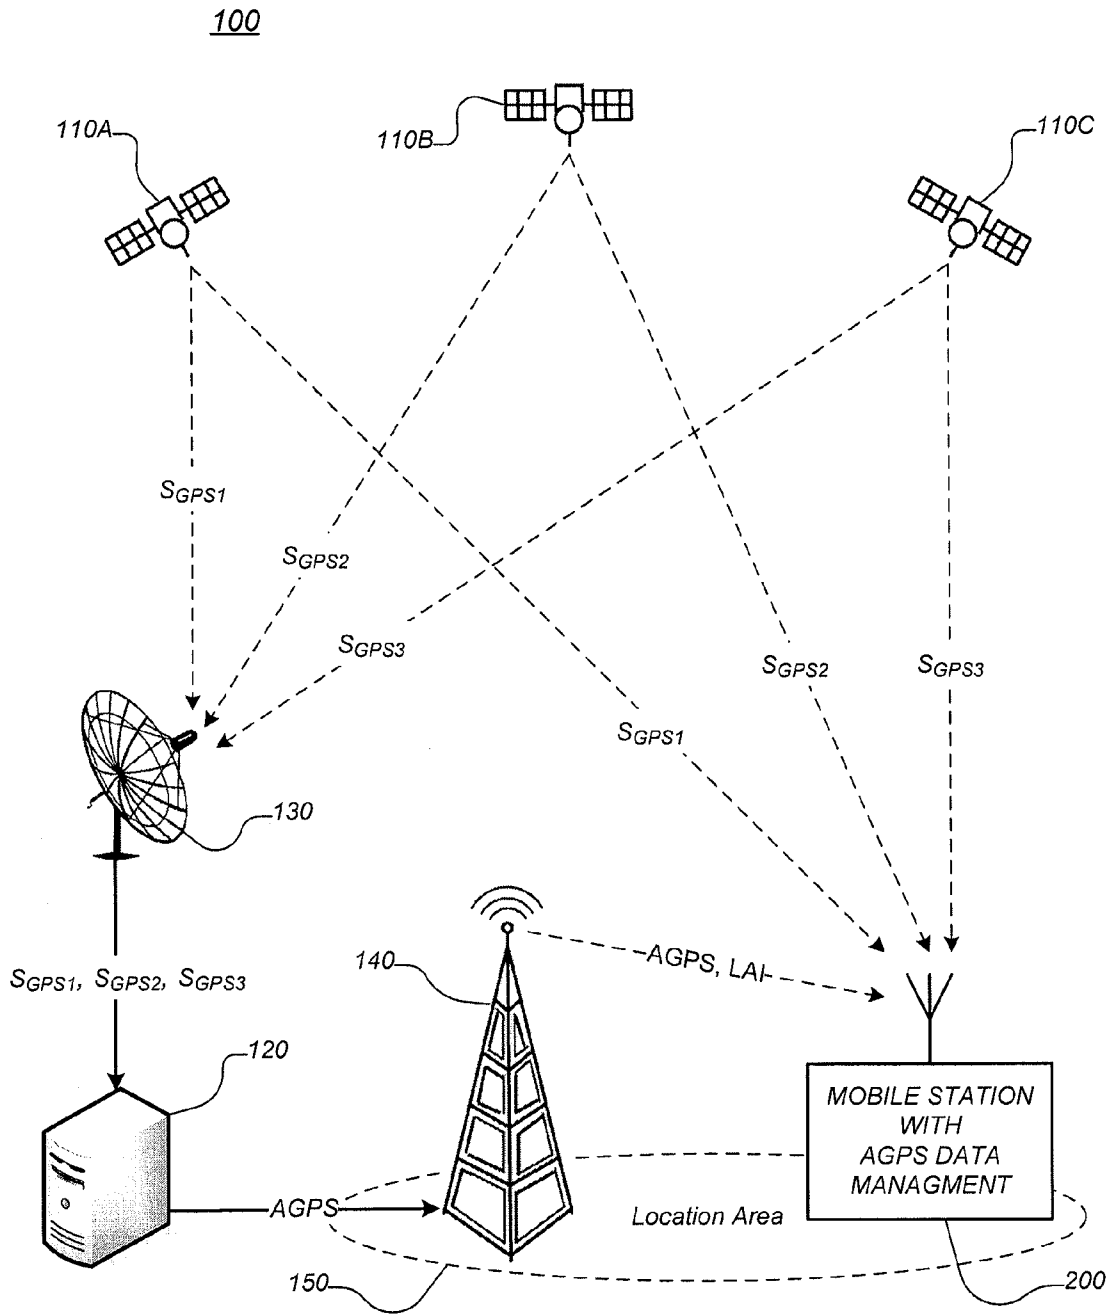 100
110A
110B
110C
SGPS1
SGPS2
SGPS3
SGPS2
SGPS3
SGPS1
130
SGPS1, SGPS2, SGPS3
140
AGPS, LAI
120
MOBILE STATION
WITH
AGPS DATA
MANAGMENT
AGPS
Location Area
150
200